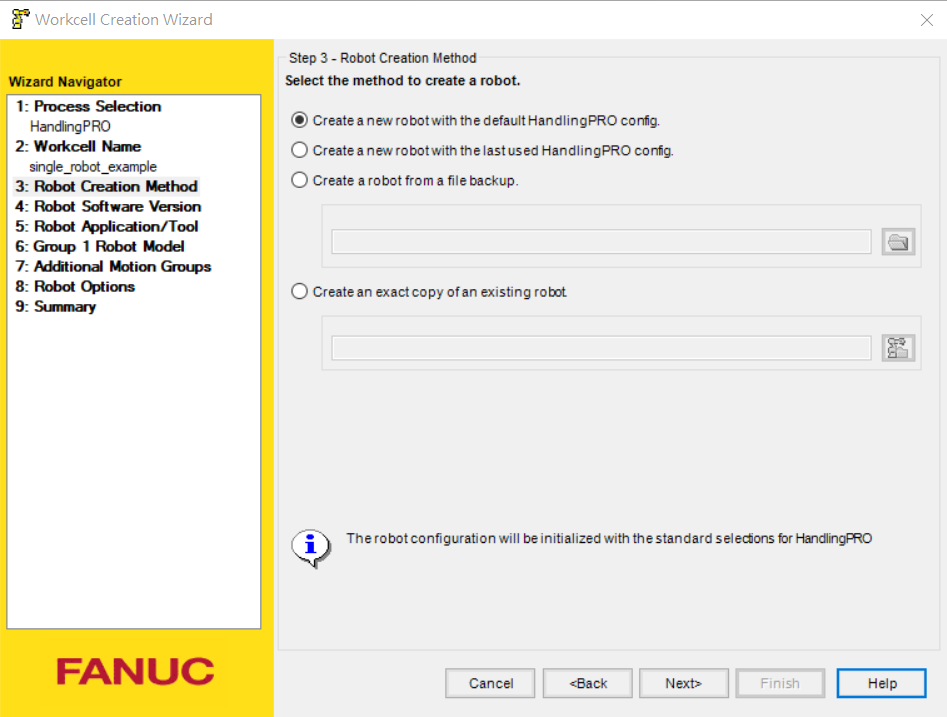 Workcell Creation Wizard
Wizard Navigator
1: Process Selection
HandlingPRO
2: Workcell Name
single_robot_example
3: Robot Creation Method
4: Robot Software Version
5: Robot Application/Tool
6: Group 1 Robot Model
7: Additional Motion Groups
8: Robot Options
9: Summary
FANUC
Step 3 - Robot Creation Method
Select the method to create a robot.
Create a new robot with the default HandlingPRO config.
Create a new robot with the last used HandlingPRO config.
Create a robot from a file backup.
Create an exact copy of an existing robot.
The robot configuration will be initialized with the standard selections for HandlingPRO
Cancel
<Back
Next>
Finish
Help